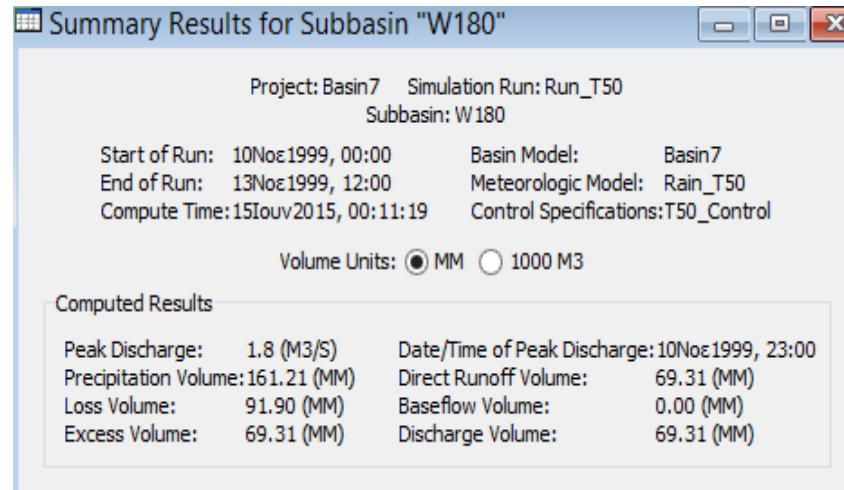 Summary Results for Subbasin "W180"
Project: Basin7 Simulation Run: Run_T50
Subbasin: W180
Start of Run: 10Νοε1999, 00:00 Basin Model: Basin7
End of Run: 13Νοε1999, 12:00 Meteorologic Model: Rain_T50
Compute Time: 15Ιουν2015, 00:11:19 Control Specifications: T50_Control
Volume Units: MM 1000 M3
Computed Results
Peak Discharge: 1.8 (M3/S) Date/Time of Peak Discharge: 10Νοε1999, 23:00
Precipitation Volume: 161.21 (MM) Direct Runoff Volume: 69.31 (MM)
Loss Volume: 91.90 (MM) Baseflow Volume: 0.00 (MM)
Excess Volume: 69.31 (MM) Discharge Volume: 69.31 (MM)